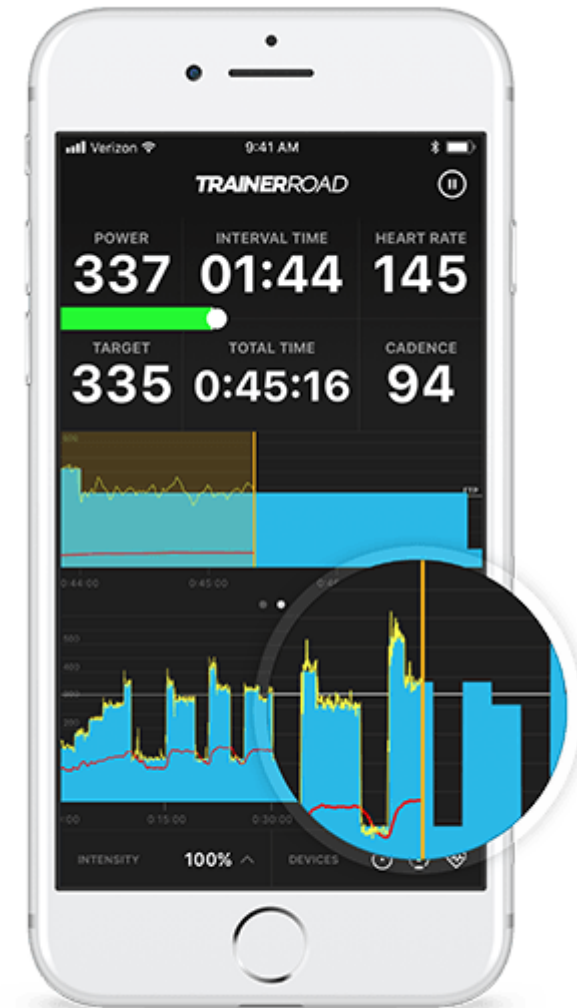 Verizon 9:41 AM
TRAINERROAD
POWER INTERVAL TIME HEART RATE
337 01:44 145
TARGET TOTAL TIME CADENCE
335 0:45:16 94
FTP
0:44:00 0:45:00
500
400
300
200
0:15:00 0:30:00
INTENSITY 100% DEVICES